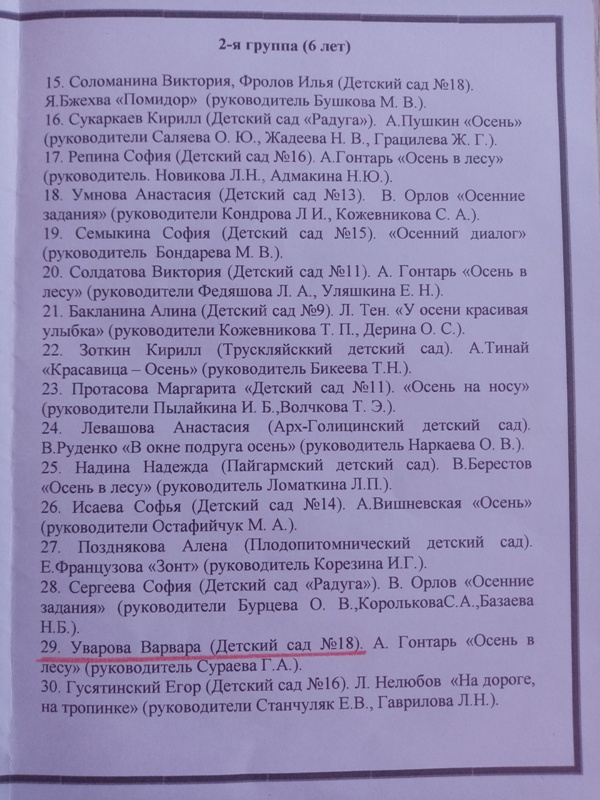 2-я группа (6 лет)
15. Соломанина Виктория, Фролов Илья (Детский сад №18).
Я.Бжехва «Помидор» (руководитель Бушкова М. В.).
16. Сукаркаев Кирилл (Детский сад «Радуга»). А.Пушкин «Осень»
(руководители Саляева О. Ю., Жадеева Н. В., Грацилева Ж. Г.).
17. Репина София (Детский сад №16). А.Гонтарь «Осень в лесу»
(руководитель. Новикова Л.Н., Адмакина Н.Ю.).
18. Умнова Анастасия (Детский сад №13). В. Орлов «Осенние
задания» (руководители Кондрова Л И., Кожевникова С. А.).
19. Семыкина София (Детский сад №15). «Осенний диалог»
(руководитель Бондарева М. В.).
20. Солдатова Виктория (Детский сад №11). А. Гонтарь «Осень в
лесу» (руководители Федяшова Л. А., Уляшкина Е. Н.).
21. Бакланина Алина (Детский сад №9). Л. Тен. «У осени красивая
улыбка» (руководители Кожевникова Т. П., Дерина О. С.).
22. Зоткин Кирилл (Трускляйсккий детский сад). А.Тинай
«Красавица – Осень» (руководитель Бикеева Т.Н.).
23. Протасова Маргарита «Детский сад №11). «Осень на носу»
(руководители Пылайкина И. Б.,Волчкова Т. Э.).
24. Левашова Анастасия (Арх-Голицинский детский сад).
В.Руденко «В окне подруга осень» (руководитель Наркаева О. В.).
25. Надина Надежда (Пайгармский детский сад). В.Берестов
«Осень в лесу» (руководитель Ломаткина Л.П.).
26. Исаева Софья (Детский сад №14). А.Вишневская «Осень»
(руководители Остафийчук М. А.).
27. Позднякова Алена (Плодопитомнический детский сад).
Е.Французова «Зонт» (руководитель Корезина И.Г.).
28. Сергеева София (Детский сад «Радуга»). В. Орлов «Осенние
задания» (руководители Бурцева О. В.,КорольковаС.А.,Базаева
Н.Б.).
29. Уварова Варвара (Детский сад №18). А. Гонтарь «Осень в
лесу» (руководитель Сураева Г.А.).
30. Гусятинский Егор (Детский сад №16). Л. Нелюбов «На дороге,
на тропинке» (руководители Станчуляк Е.В., Гаврилова Л.Н.).